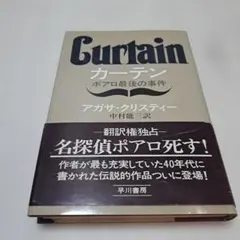 Curtain
カーテン
ポアロ最後の事件
アガサ・クリスティー
中村能三訳
━翻訳権独占━
名探偵ポアロ死す!
作者が最も充実していた40年代に
書かれた伝説的作品ついに登場!
早川書房